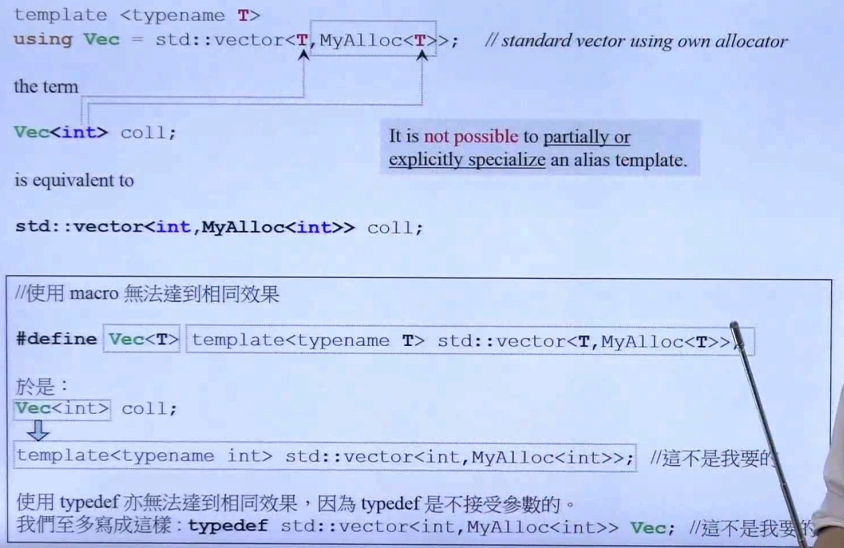 template <typename T>
using Vec = std::vector<T,MyAlloc<T>>; // standard vector using own allocator
the term
Vec<int> coll;
It is not possible to partially or
explicitly specialize an alias template.
is equivalent to
std::vector<int,MyAlloc<int>> coll;
//使用 macro 無法達到相同效果
#define Vec<T> template<typename T> std::vector<T,MyAlloc<T>>;
於是：
Vec<int> coll;
template<typename int> std::vector<int,MyAlloc<int>>; //這不是我要的
使用 typedef 亦無法達到相同效果，因為 typedef 是不接受參數的。
我們至多寫成這樣：typedef std::vector<int,MyAlloc<int>> Vec; //這不是我要的